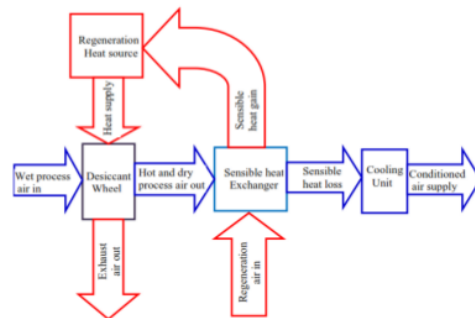 Regeneration
Heat source
Heat supply
Sensible
heat gain
Wet process
air in
Desiccant
Wheel
Hot and dry
process air out
Sensible heat
Exchanger
Sensible
heat loss
Cooling
Unit
Conditioned
air supply
Exhaust
air out
Regeneration
air in